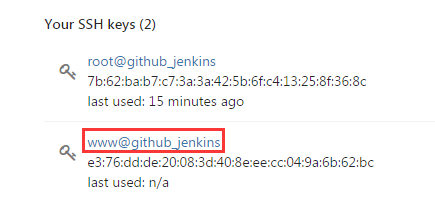 Your SSH keys (2)
root@github_jenkins
7b:62:ba:b7:c7:3a:3a:42:5b:6f:c4:13:25:8f:36:8c
last used: 15 minutes ago
www@github_jenkins
e3:76:dd:de:20:08:3d:40:8e:ee:cc:04:9a:6b:62:bc
last used: n/a